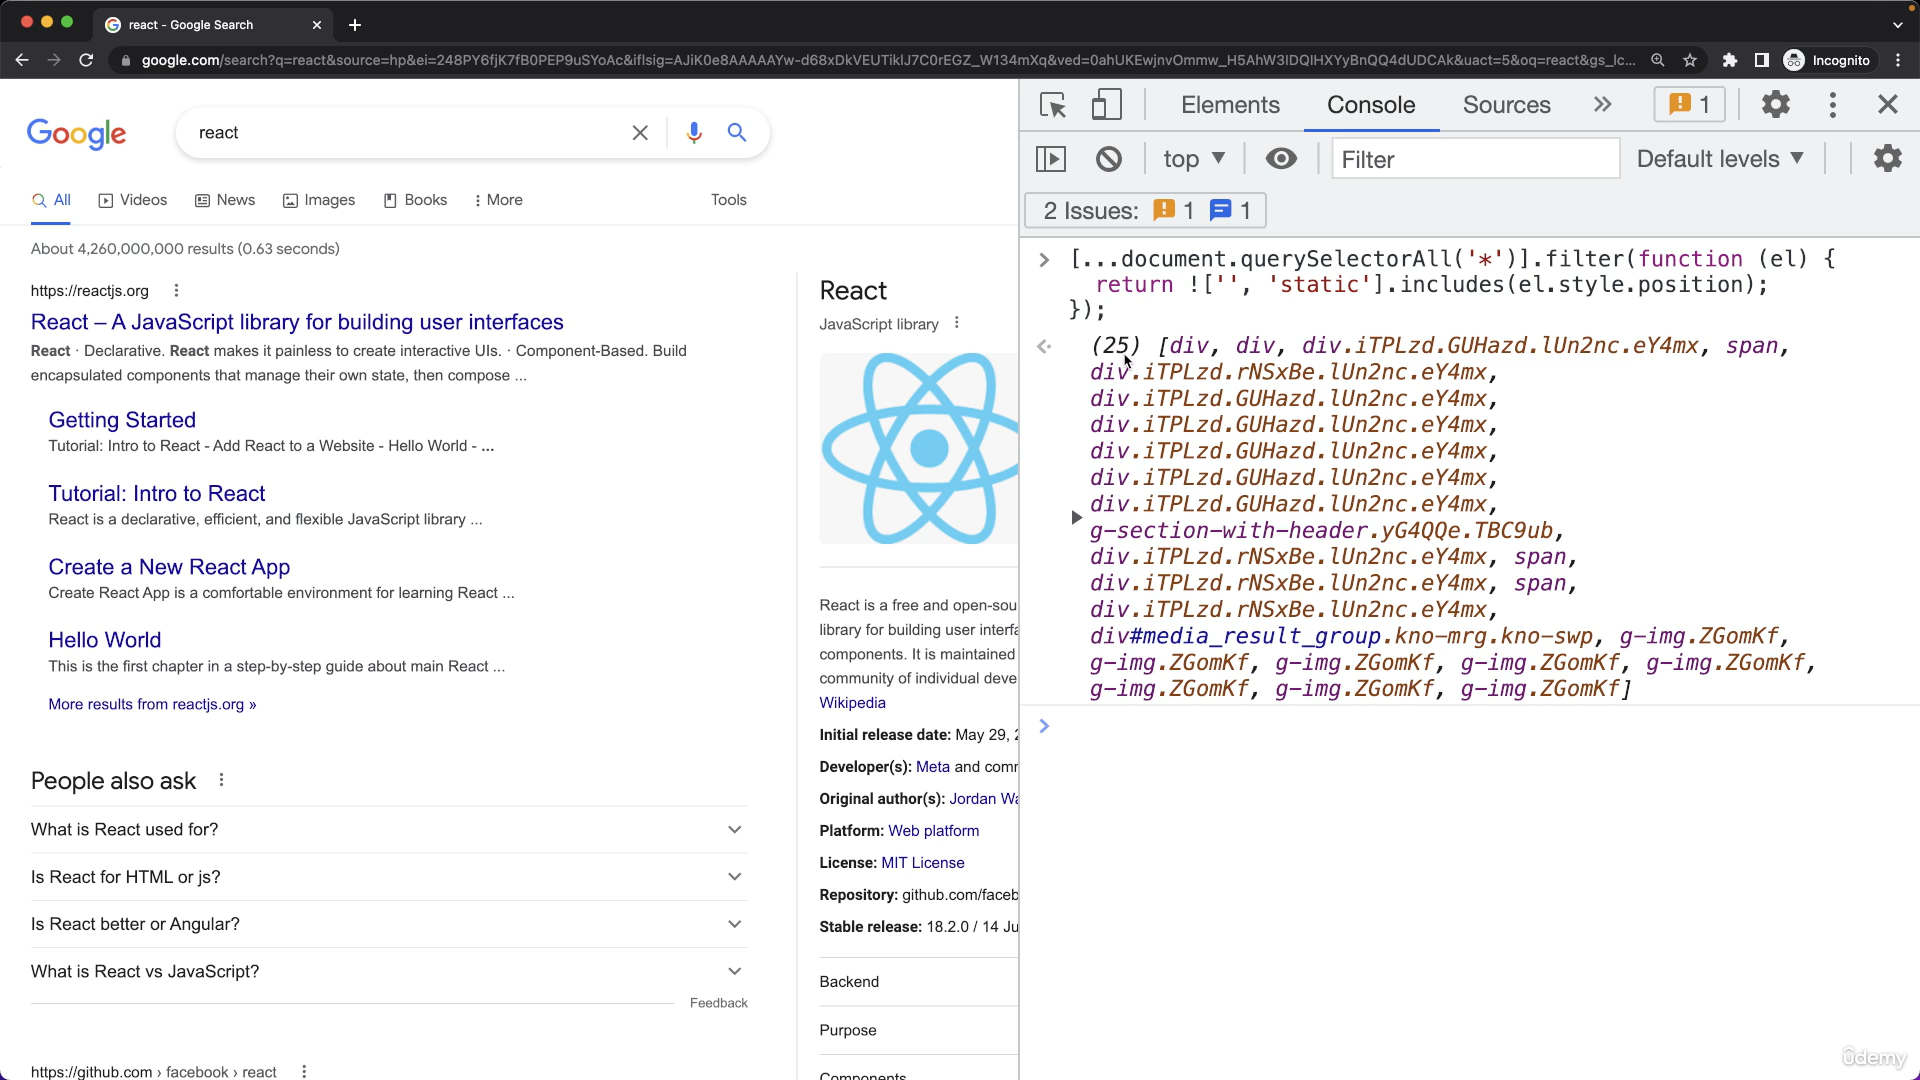 react - Google Search
google.com/search?q=react&source=hp&ei=248PY6fjK7fB0PEP9uSYoAc&iflsig=AJiK0e8AAAAAYw-d68xDkVEUTiklJ7C0rEGZ_W134mXq&ved=0ahUKEwjnvOmmw_H5AhW3IDQIHXYyBnQQ4dUDCAk&uact=5&oq=react&gs_lc...
Incognito
Google
react
All
Videos
News
Images
Books
More
Tools
About 4,260,000,000 results (0.63 seconds)
https://reactjs.org
React – A JavaScript library for building user interfaces
React · Declarative. React makes it painless to create interactive UIs. · Component-Based. Build
encapsulated components that manage their own state, then compose ...
Getting Started
Tutorial: Intro to React - Add React to a Website - Hello World - ...
Tutorial: Intro to React
React is a declarative, efficient, and flexible JavaScript library ...
Create a New React App
Create React App is a comfortable environment for learning React ...
Hello World
This is the first chapter in a step-by-step guide about main React ...
More results from reactjs.org »
People also ask
What is React used for?
Is React for HTML or js?
Is React better or Angular?
What is React vs JavaScript?
Feedback
https://github.com › facebook › react
React
JavaScript library
React is a free and open-sou
library for building user interfa
components. It is maintained
community of individual deve
Wikipedia
Initial release date: May 29, 2
Developer(s): Meta and comm
Original author(s): Jordan Wa
Platform: Web platform
License: MIT License
Repository: github.com/faceb
Stable release: 18.2.0 / 14 Ju
Backend
Purpose
Components
Elements
Console
Sources
1
top
Filter
Default levels
2 Issues: 1 1
[...document.querySelectorAll('*')].filter(function (el) {
return !['', 'static'].includes(el.style.position);
});
(25) [div, div, div.iTPLzd.GUHazd.lUn2nc.eY4mx, span,
div.iTPLzd.rNSxBe.lUn2nc.eY4mx,
div.iTPLzd.GUHazd.lUn2nc.eY4mx,
div.iTPLzd.GUHazd.lUn2nc.eY4mx,
div.iTPLzd.GUHazd.lUn2nc.eY4mx,
div.iTPLzd.GUHazd.lUn2nc.eY4mx,
div.iTPLzd.GUHazd.lUn2nc.eY4mx,
g-section-with-header.yG4QQe.TBC9ub,
div.iTPLzd.rNSxBe.lUn2nc.eY4mx, span,
div.iTPLzd.rNSxBe.lUn2nc.eY4mx, span,
div.iTPLzd.rNSxBe.lUn2nc.eY4mx,
div#media_result_group.kno-mrg.kno-swp, g-img.ZGomKf,
g-img.ZGomKf, g-img.ZGomKf, g-img.ZGomKf, g-img.ZGomKf,
g-img.ZGomKf, g-img.ZGomKf, g-img.ZGomKf]
ûdemy